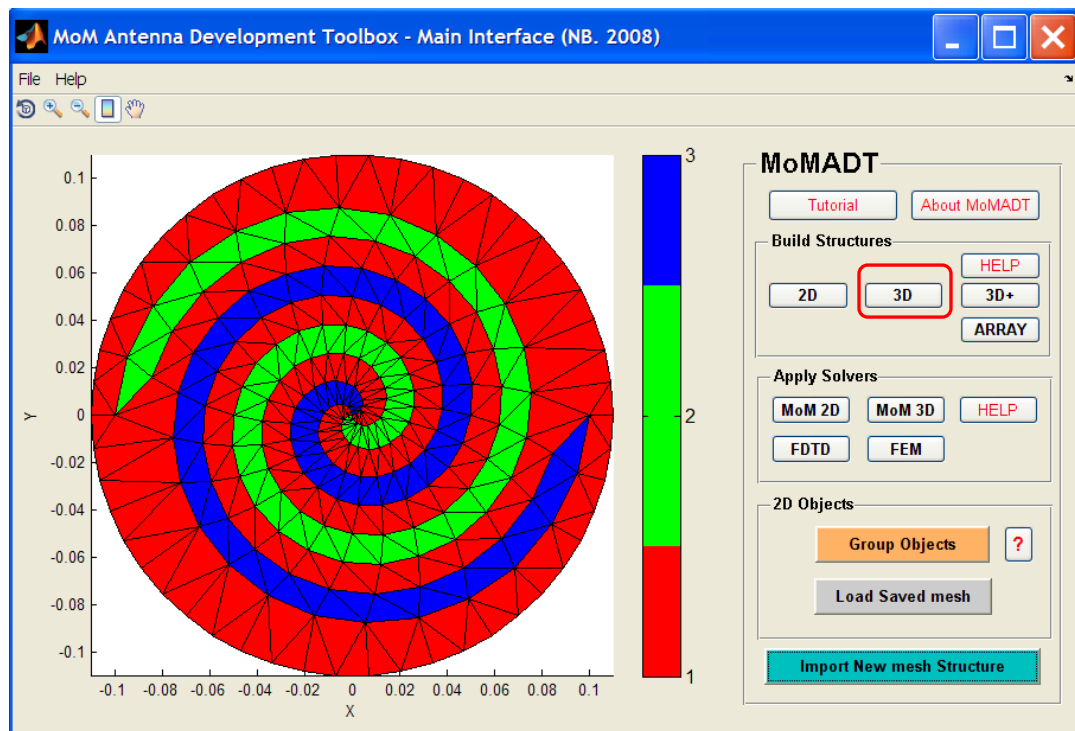 MoM Antenna Development Toolbox - Main Interface (NB. 2008)
File Help
0.1
0.08
0.06
0.04
0.02
0
-0.02
-0.04
-0.06
-0.08
-0.1
Y
-0.1 -0.08 -0.06 -0.04 -0.02 0 0.02 0.04 0.06 0.08 0.1
X
3
2
1
MoMADT
Tutorial About MoMADT
Build Structures
HELP
2D 3D 3D+
ARRAY
Apply Solvers
MoM 2D MoM 3D HELP
FDTD FEM
2D Objects
Group Objects ?
Load Saved mesh
Import New mesh Structure